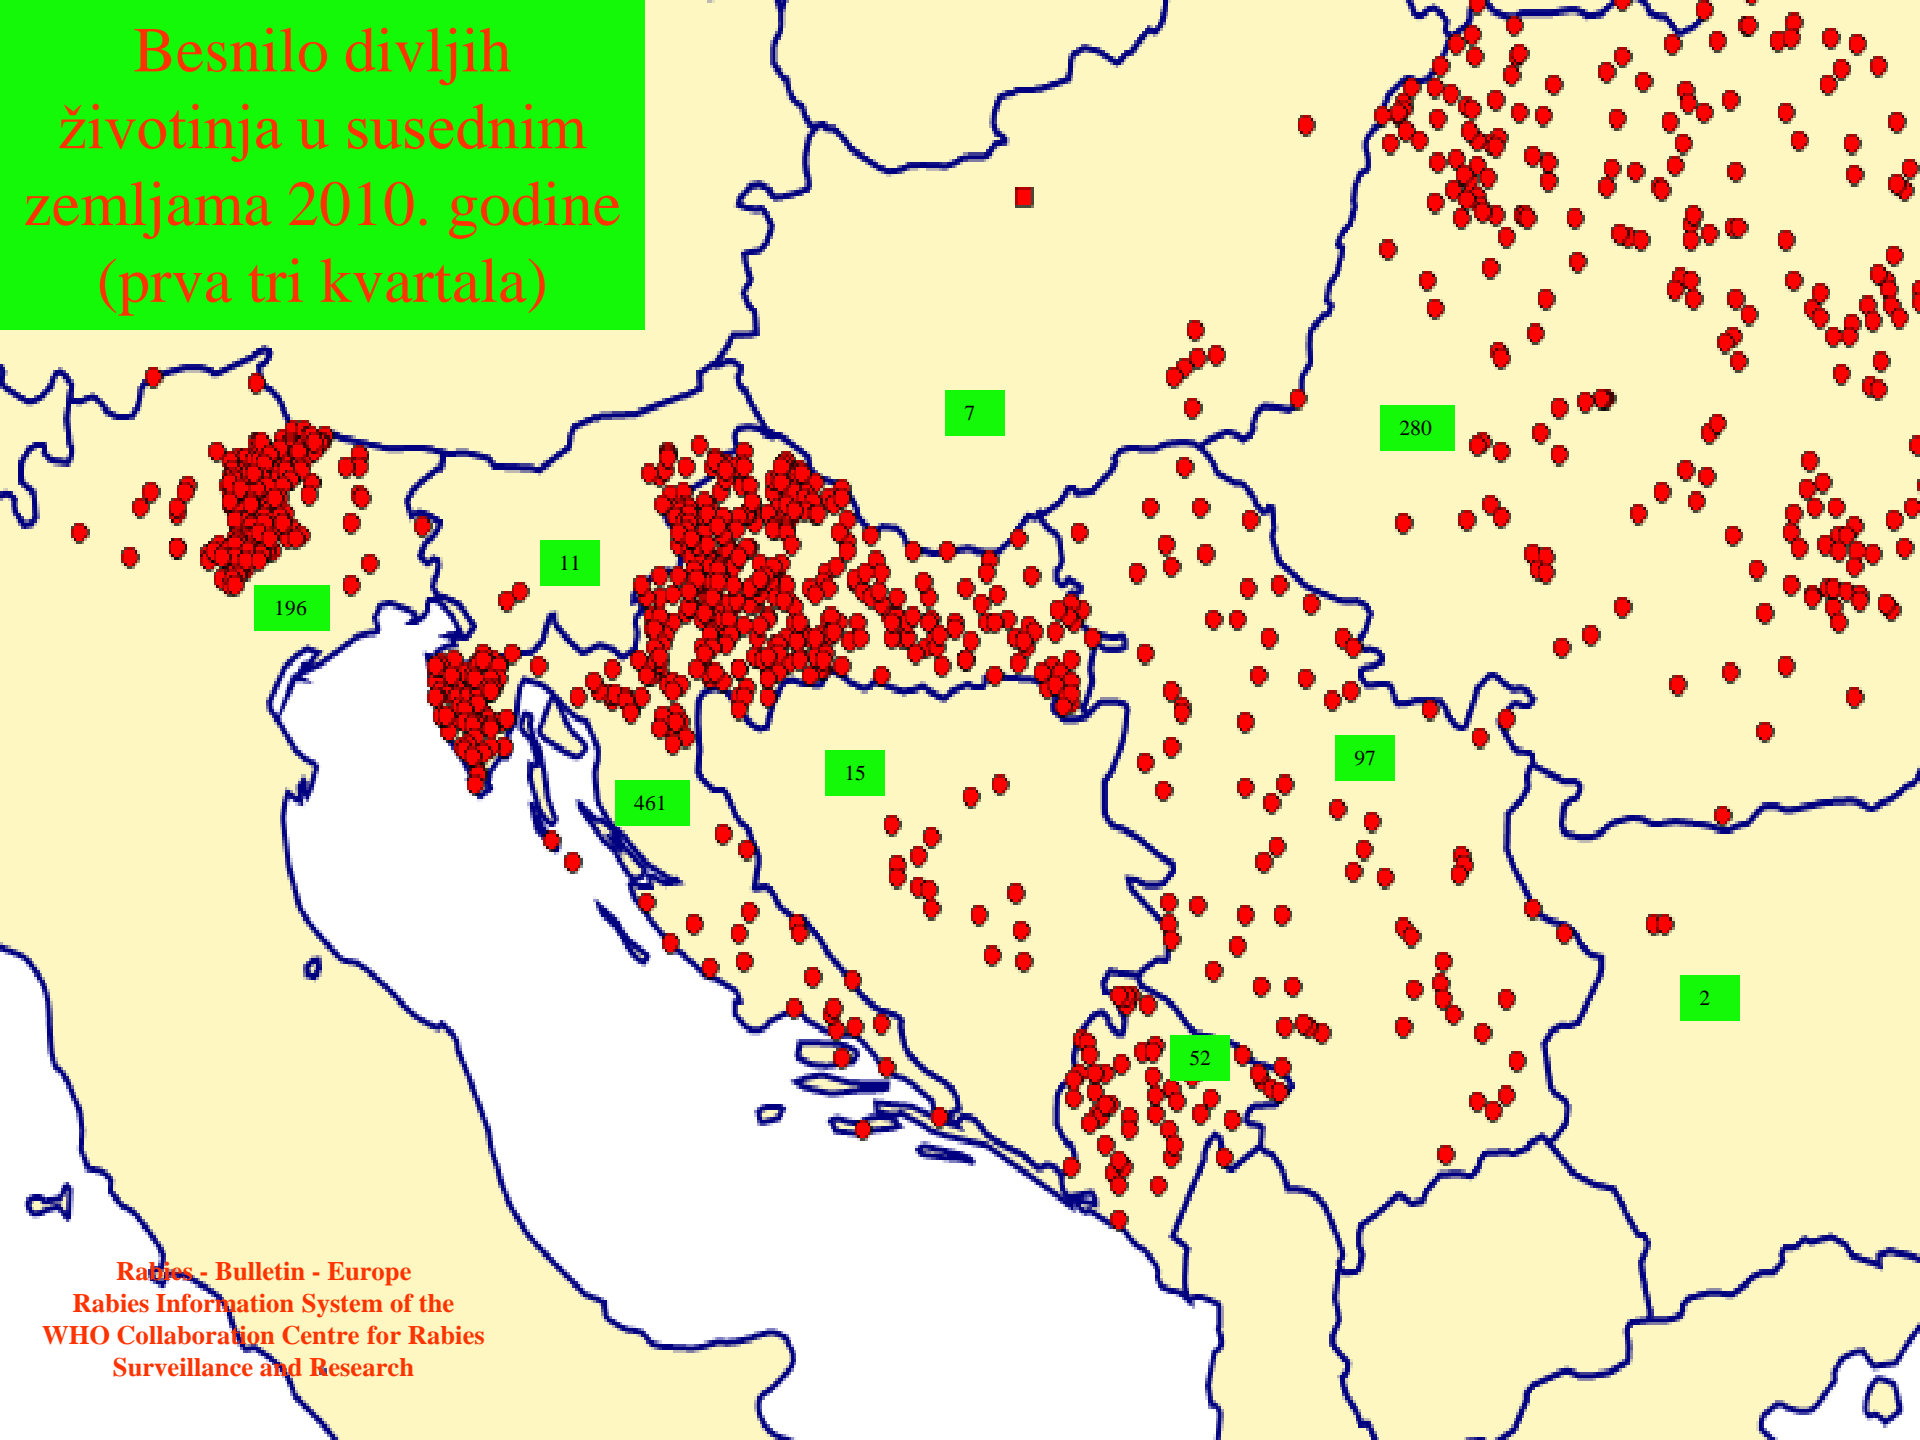 Besnilo divljih
životinja u susednim
zemljama 2010. godine
(prva tri kvartala)
7
280
11
196
97
15
461
2
52
Rabies - Bulletin - Europe
Rabies Information System of the
WHO Collaboration Centre for Rabies
Surveillance and Research